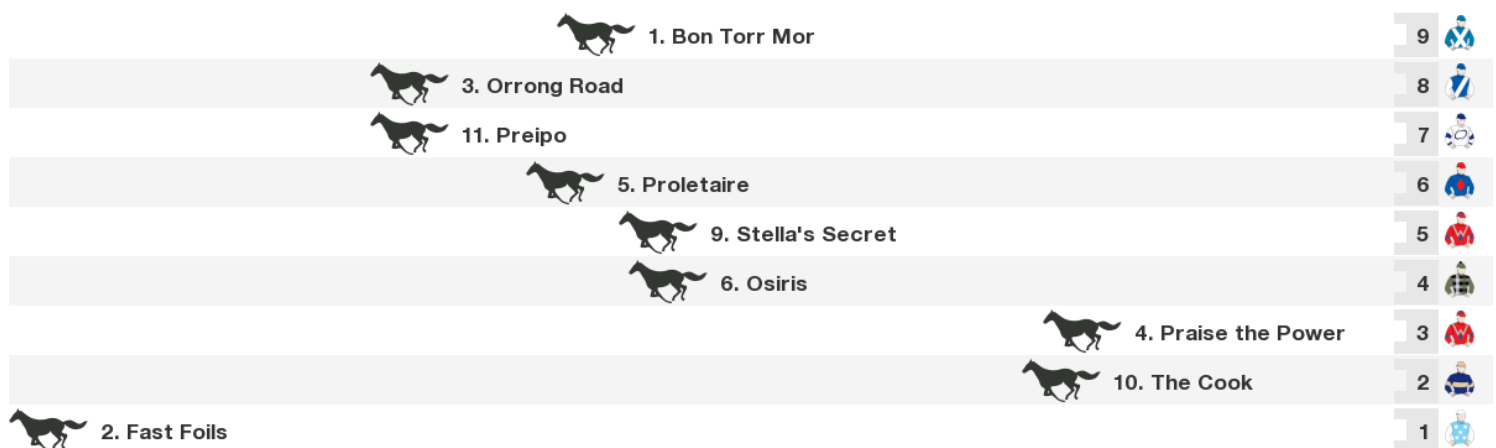 1. Bon Torr Mor 9
3. Orrong Road 8
11. Preipo 7
5. Proletaire 6
9. Stella's Secret 5
6. Osiris 4
4. Praise the Power 3
10. The Cook 2
2. Fast Foils 1